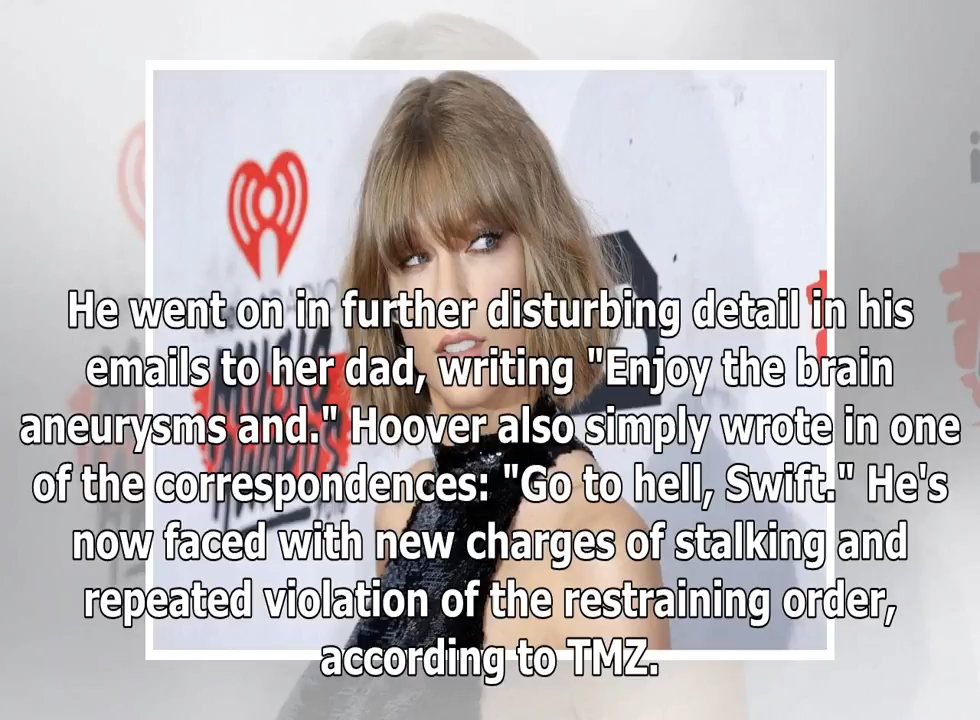 He went on in further disturbing detail in his
emails to her dad, writing "Enjoy the brain
aneurysms and." Hoover also simply wrote in one
of the correspondences: "Go to hell, Swift." He's
now faced with new charges of stalking and
repeated violation of the restraining order,
according to TMZ.